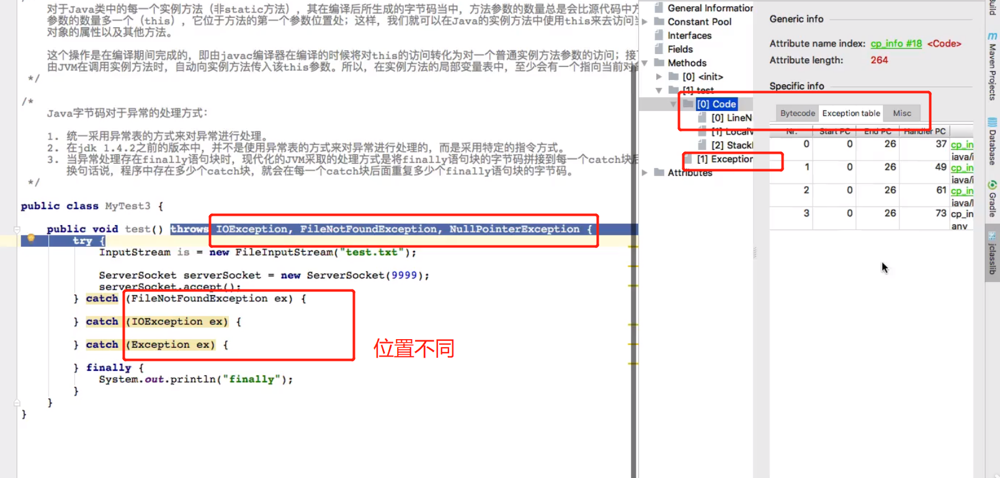 对于Java类中的每一个实例方法（非static方法），其在编译后所生成的字节码当中，方法参数的数量总是会比源代码中方
参数的数量多一个（this），它位于方法的第一个参数位置处；这样，我们就可以在Java的实例方法中使用this来去访问当
对象的属性以及其他方法。
这个操作是在编译期间完成的，即由javac编译器在编译的时候将对this的访问转化为对一个普通实例方法参数的访问；接下
由JVM在调用实例方法时，自动向实例方法传入该this参数。所以，在实例方法的局部变量表中，至少会有一个指向当前对象
*/
/*
Java字节码对于异常的处理方式：
1. 统一采用异常表的方式来对异常进行处理。
2. 在jdk 1.4.2之前的版本中，并不是使用异常表的方式来对异常进行处理的，而是采用特定的指令方式。
3. 当异常处理存在finally语句块时，现代化的JVM采取的处理方式是将finally语句块的字节码拼接到每一个catch块后
换句话说，程序中存在多少个catch块，就会在每一个catch块后面重复多少个finally语句块的字节码。
*/
public class MyTest3 {
public void test() throws IOException, FileNotFoundException, NullPointerException {
try {
InputStream is = new FileInputStream("test.txt");
ServerSocket serverSocket = new ServerSocket(9999);
serverSocket.accept();
} catch (FileNotFoundException ex) {
} catch (IOException ex) {
} catch (Exception ex) {
位置不同
} finally {
System.out.println("finally");
}
}
}
General Information
Constant Pool
Interfaces
Fields
Methods
[0] <init>
[1] test
[0] Code
[0] LineN
[1] LocalV
[2] StackI
[1] Exception
Attributes
Generic info
Attribute name index: cp_info #18 <Code>
Attribute length: 264
Specific info
Bytecode Exception table Misc
Nr. Start PC End PC Handler PC
0 0 26 37 cp_in
java/i
1 0 26 49 cp_in
java/i
2 0 26 61 cp_in
java/l
3 0 26 73 cp_in
any
Build
m Maven Projects
Database
Gradle
jclasslib